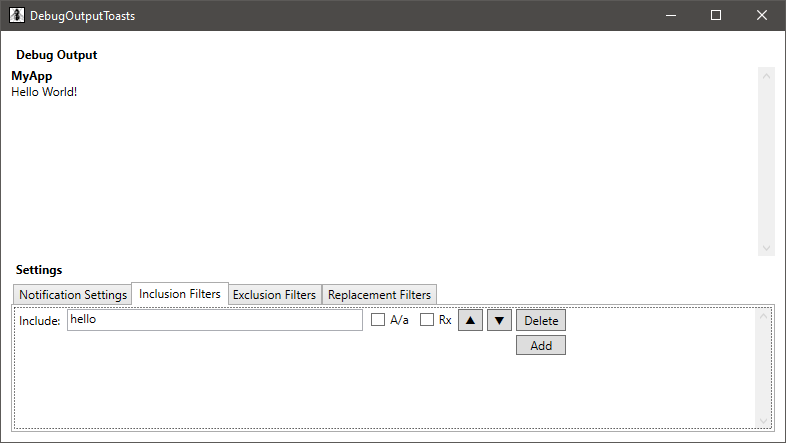 DebugOutputToasts
Debug Output
MyApp
Hello World!
Settings
Notification Settings Inclusion Filters Exclusion Filters Replacement Filters
Include: hello A/a Rx ▲ ▼ Delete
Add